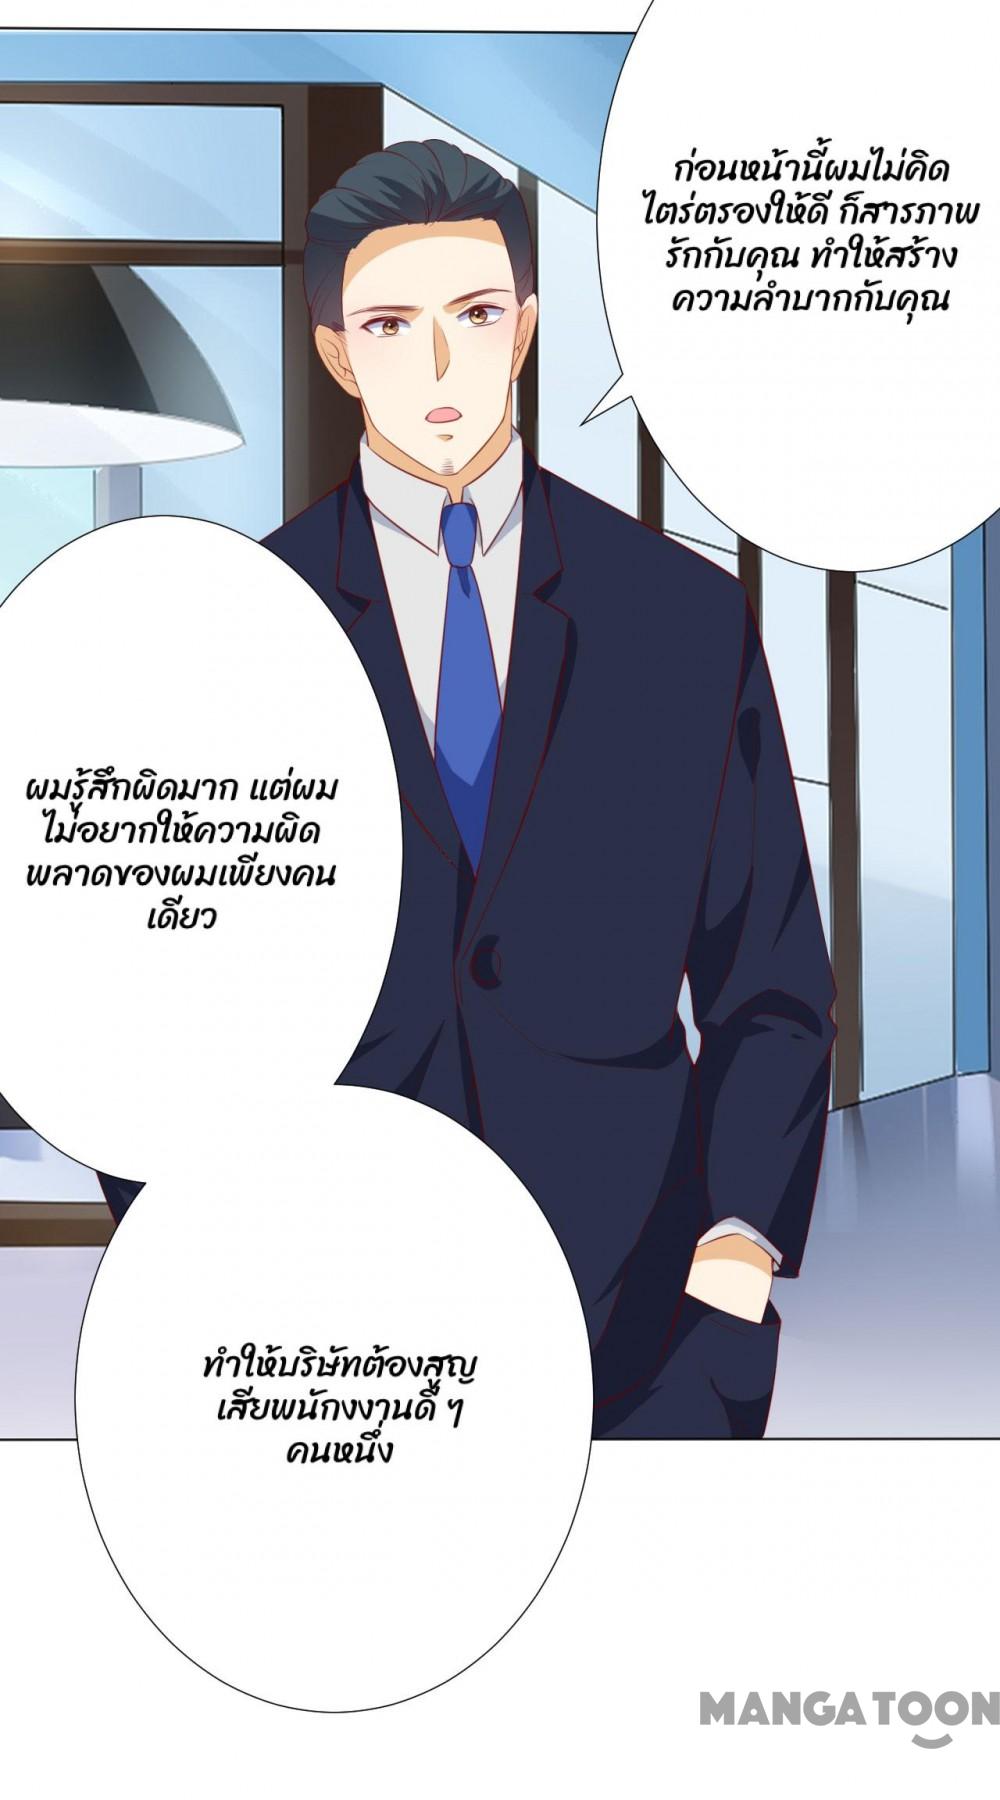 ก่อนหน้านี้ผมไม่คิด
ไตร่ตรองให้ดี ก็สารภาพ
รักกับคุณ ทำให้สร้าง
ความลำบากกับคุณ
ผมรู้สึกผิดมาก แต่ผม
ไม่อยากให้ความผิด
พลาดของผมเพียงคน
เดียว
ทำให้บริษัทต้องสูญ
เสียพนักงงานดี ๆ
คนหนึ่ง
MANGATOON